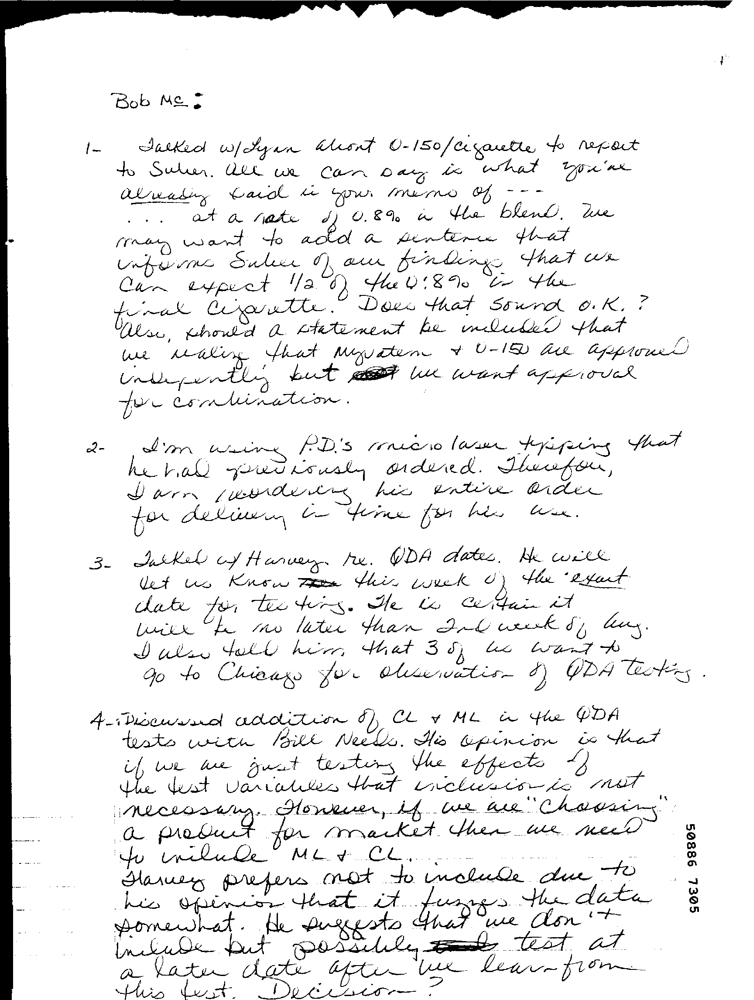 Bob Mc:
1- Talked w/Lynn about U-150/cigarette to report
to Suber. All we can say is what you've
already said in your memo of ---
... at a rate of 0.8% in the blend. We
may want to add a sentence that
informs Suber of our findings that we
can expect 1/2 of the 0.8% in the
final cigarette. Does that sound O.K.?
Also, should a statement be included that
we realize that & U-150 are approved
indepently but we want approval
for combination.
2- I'm using P.D.'s micro laser tipping that
he had previously ordered. Therefore,
I am reordering his entire order
for delivery in time for his use.
3- Talked w/ Harvey re. QDA dates. He will
let us know this week of the exact
date for testing. He is certain it
will be no later than 2nd week of Aug.
I also told him that 3 of us want to
go to Chicago for observation of QDA testing.
4- Discussed addition of CL & ML in the QDA
tests with Bill Neels. His opinion is that
if we are just testing the effects of
the test variables that inclusion is not
necessary. However, if we are "choosing"
a product for market then we need
to include ML & CL.
Harvey prefers not to include due to
his opinion that it fuzzes the data
somewhat. He suggests that we don't
include but possibly test at
a later date after we learn from
this test. Decision?
50886 7305